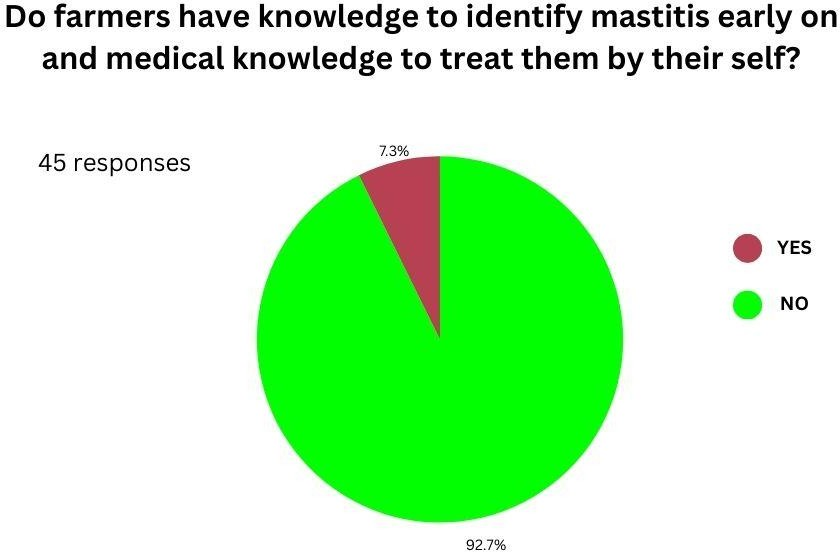 Do farmers have knowledge to identify mastitis early on
and medical knowledge to treat them by their self?
45 responses
7.3%
YES
NO
92.7%